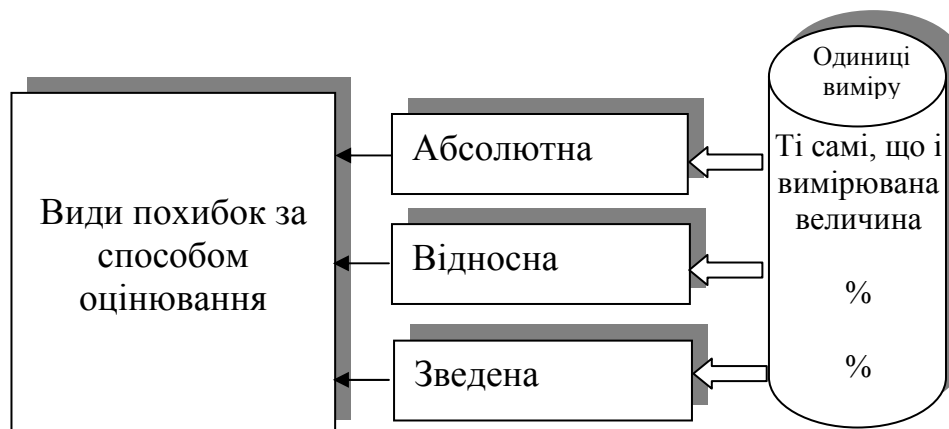 Види похибок за
способом
оцінювання
Абсолютна
Відносна
Зведена
Одиниці
виміру
Ті самі, що і
вимірювана
величина
%
%